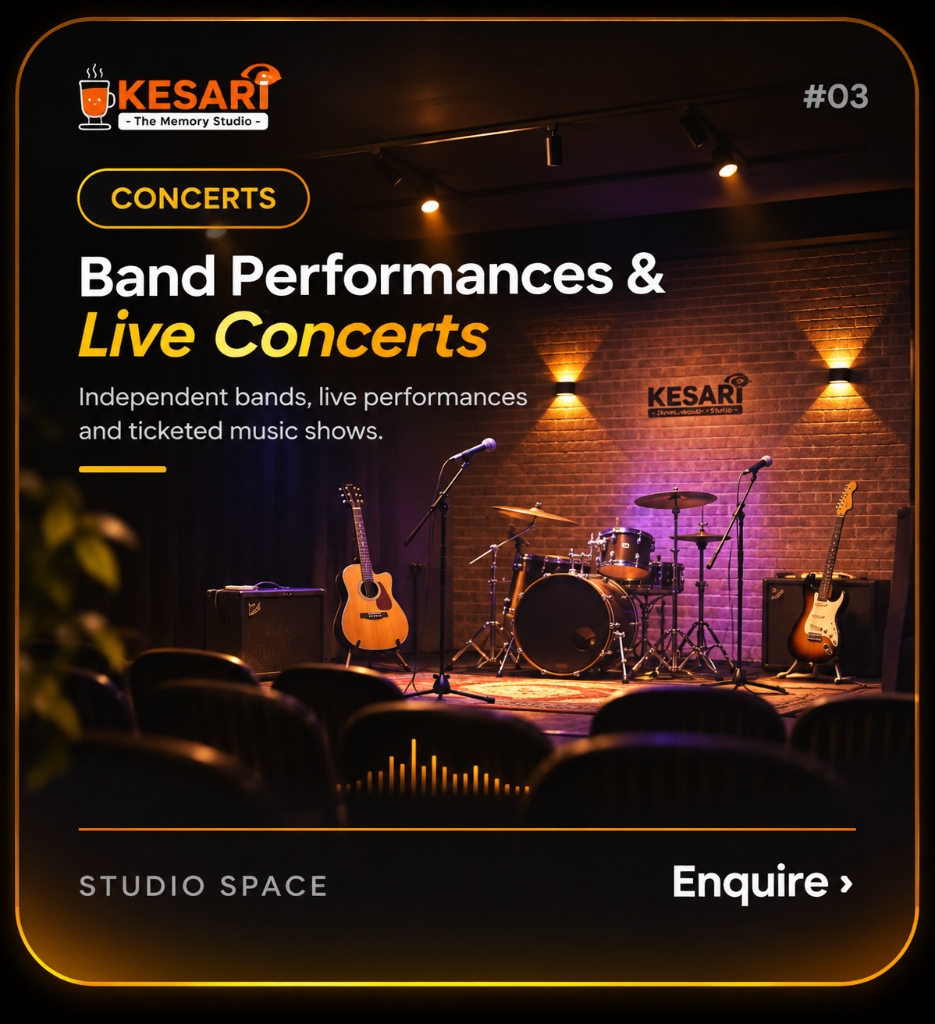 KESARI
- The Memory Studio -
#03
CONCERTS
Band Performances &
Live Concerts
Independent bands, live performances
and ticketed music shows.
KESARI
STUDIO SPACE
Enquire ›